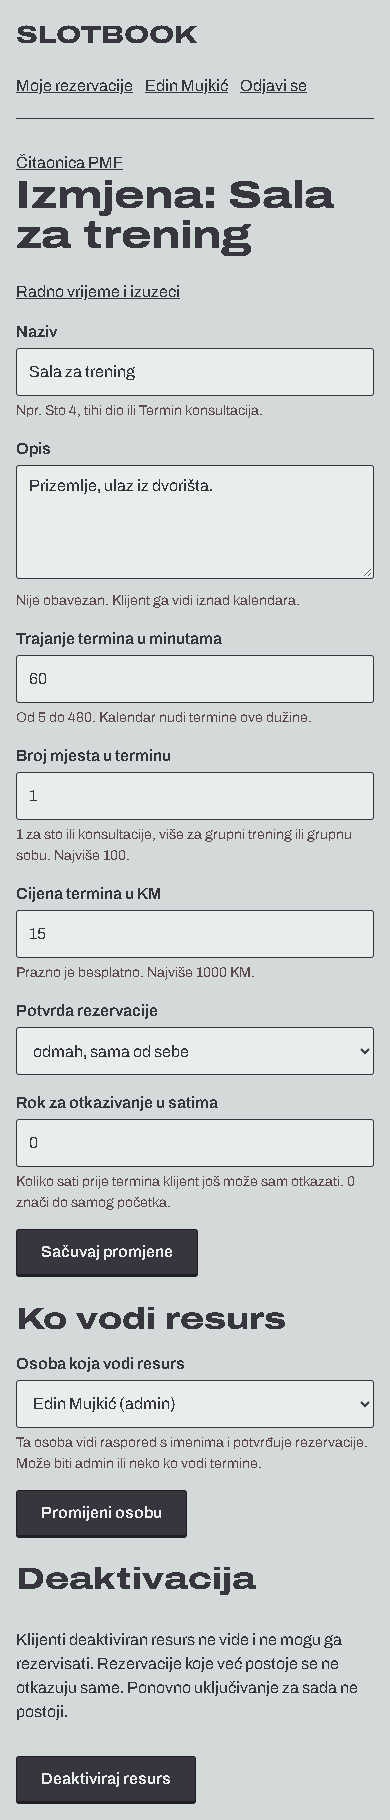 SLOTBOOK
Moje rezervacije Edin Mujkić Odjavi se
Čitaonica PMF
Izmjena: Sala
za trening
Radno vrijeme i izuzeci
Naziv
Sala za trening
Npr. Sto 4, tihi dio ili Termin konsultacija.
Opis
Prizemlje, ulaz iz dvorišta.
Nije obavezan. Klijent ga vidi iznad kalendara.
Trajanje termina u minutama
60
Od 5 do 480. Kalendar nudi termine ove dužine.
Broj mjesta u terminu
1
1 za sto ili konsultacije, više za grupni trening ili grupnu
sobu. Najviše 100.
Cijena termina u KM
15
Prazno je besplatno. Najviše 1000 KM.
Potvrda rezervacije
odmah, sama od sebe
Rok za otkazivanje u satima
0
Koliko sati prije termina klijent još može sam otkazati. 0
znači do samog početka.
Sačuvaj promjene
Ko vodi resurs
Osoba koja vodi resurs
Edin Mujkić (admin)
Ta osoba vidi raspored s imenima i potvrđuje rezervacije.
Može biti admin ili neko ko vodi termine.
Promijeni osobu
Deaktivacija
Klijenti deaktiviran resurs ne vide i ne mogu ga
rezervisati. Rezervacije koje već postoje se ne
otkazuju same. Ponovno uključivanje za sada ne
postoji.
Deaktiviraj resurs